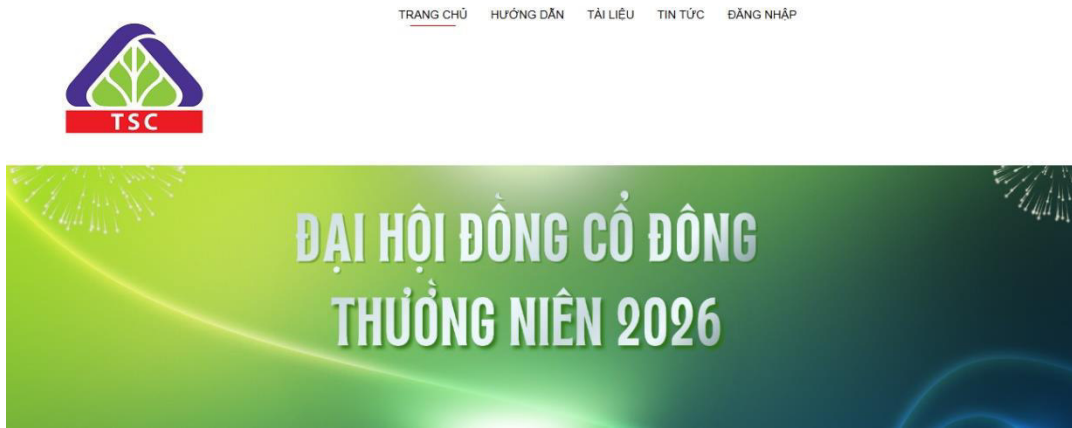 TRANG CHỦ HƯỚNG DẪN TÀI LIỆU TIN TỨC ĐĂNG NHẬP
TSC
ĐẠI HỘI ĐỒNG CỔ ĐÔNG
THƯỜNG NIÊN 2026